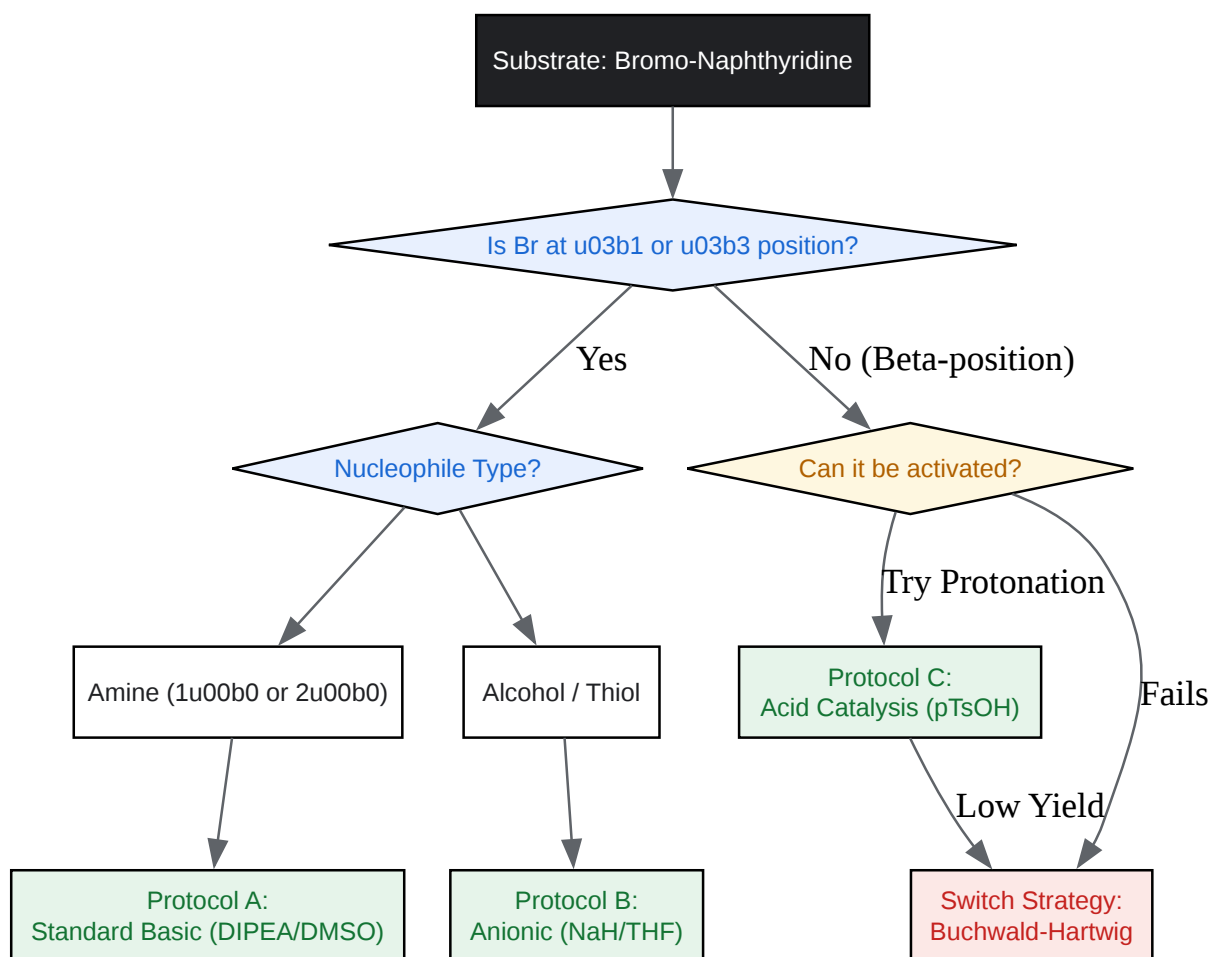 Substrate: Bromo-Naphthyridine
Is Br at u03b1 or u03b3 position?
Yes
No (Beta-position)
Nucleophile Type?
Can it be activated?
Try Protonation
Amine (1u00b0 or 2u00b0)
Alcohol / Thiol
Protocol C:
Acid Catalysis (pTsOH)
Fails
Low Yield
Protocol A:
Standard Basic (DIPEA/DMSO)
Protocol B:
Anionic (NaH/THF)
Switch Strategy:
Buchwald-Hartwig